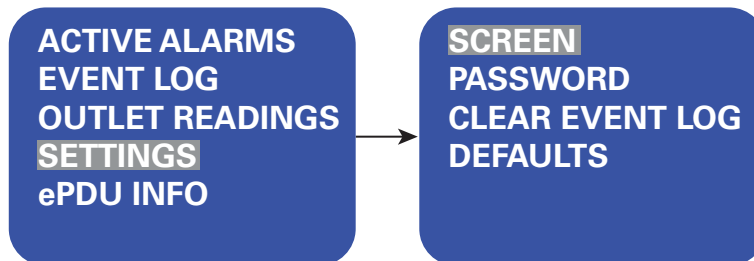 ACTIVE ALARMS
EVENT LOG
OUTLET READINGS
SETTINGS
ePDU INFO
SCREEN
PASSWORD
CLEAR EVENT LOG
DEFAULTS